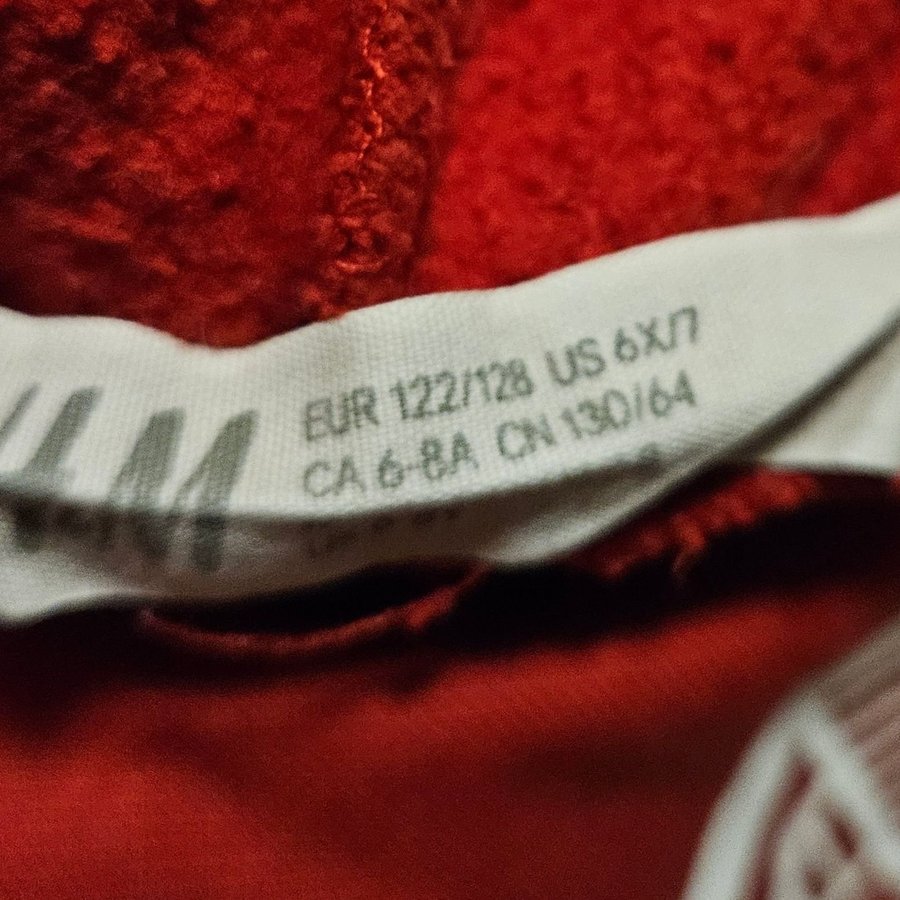 H&M
EUR 122/128 US 6X/7
CA 6-8A CN 130/64